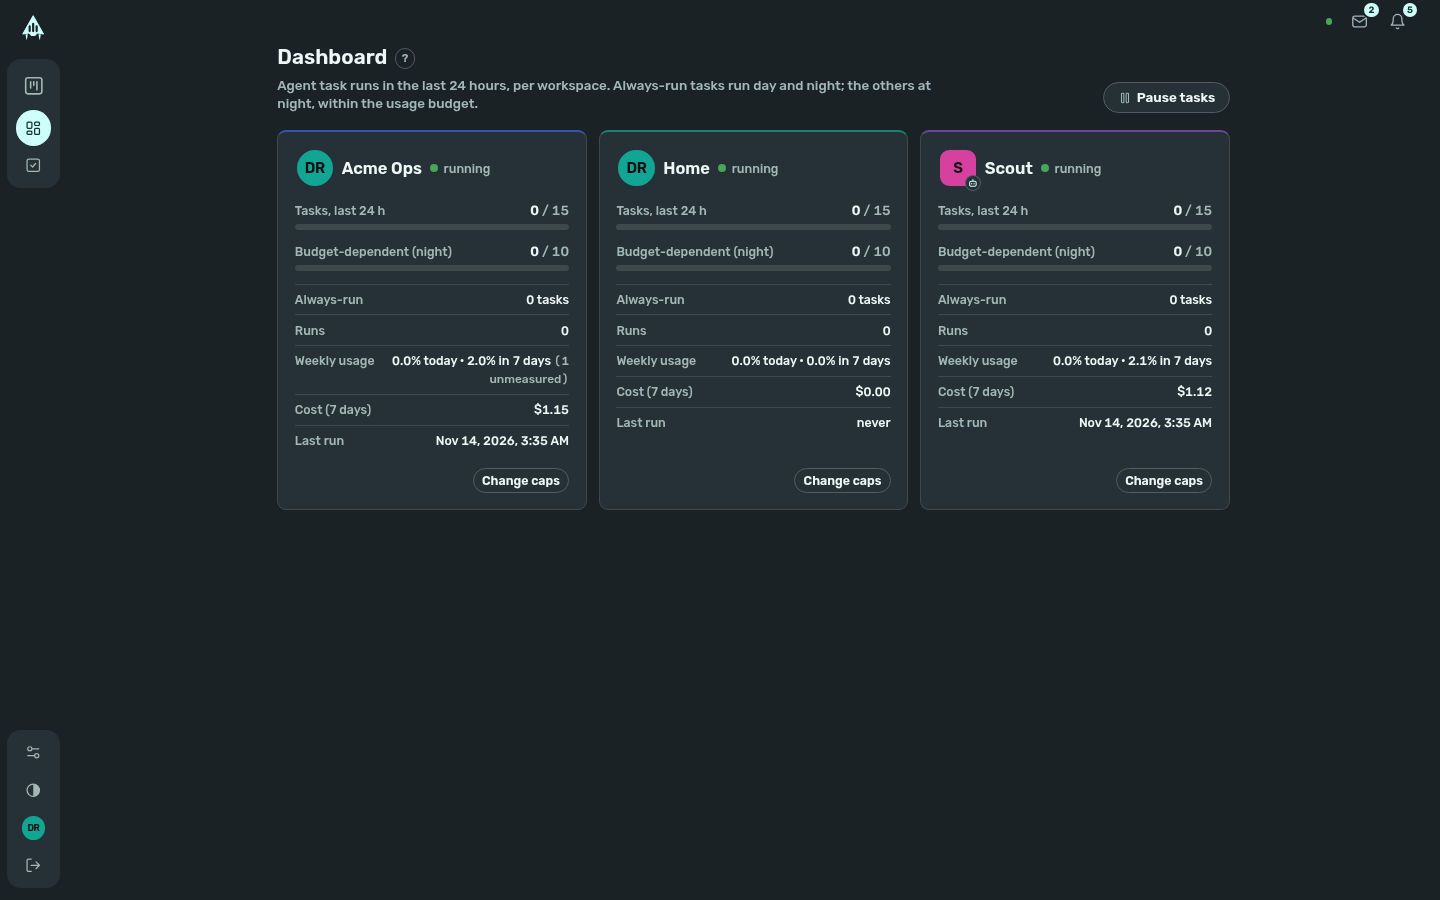 2
5
Dashboard ?
Agent task runs in the last 24 hours, per workspace. Always-run tasks run day and night; the others at
night, within the usage budget.
Pause tasks
DR Acme Ops running
Tasks, last 24 h 0 / 15
Budget-dependent (night) 0 / 10
Always-run 0 tasks
Runs 0
Weekly usage 0.0% today • 2.0% in 7 days (1
unmeasured)
Cost (7 days) $1.15
Last run Nov 14, 2026, 3:35 AM
Change caps
DR Home running
Tasks, last 24 h 0 / 15
Budget-dependent (night) 0 / 10
Always-run 0 tasks
Runs 0
Weekly usage 0.0% today • 0.0% in 7 days
Cost (7 days) $0.00
Last run never
Change caps
S Scout running
Tasks, last 24 h 0 / 15
Budget-dependent (night) 0 / 10
Always-run 0 tasks
Runs 0
Weekly usage 0.0% today • 2.1% in 7 days
Cost (7 days) $1.12
Last run Nov 14, 2026, 3:35 AM
Change caps
DR